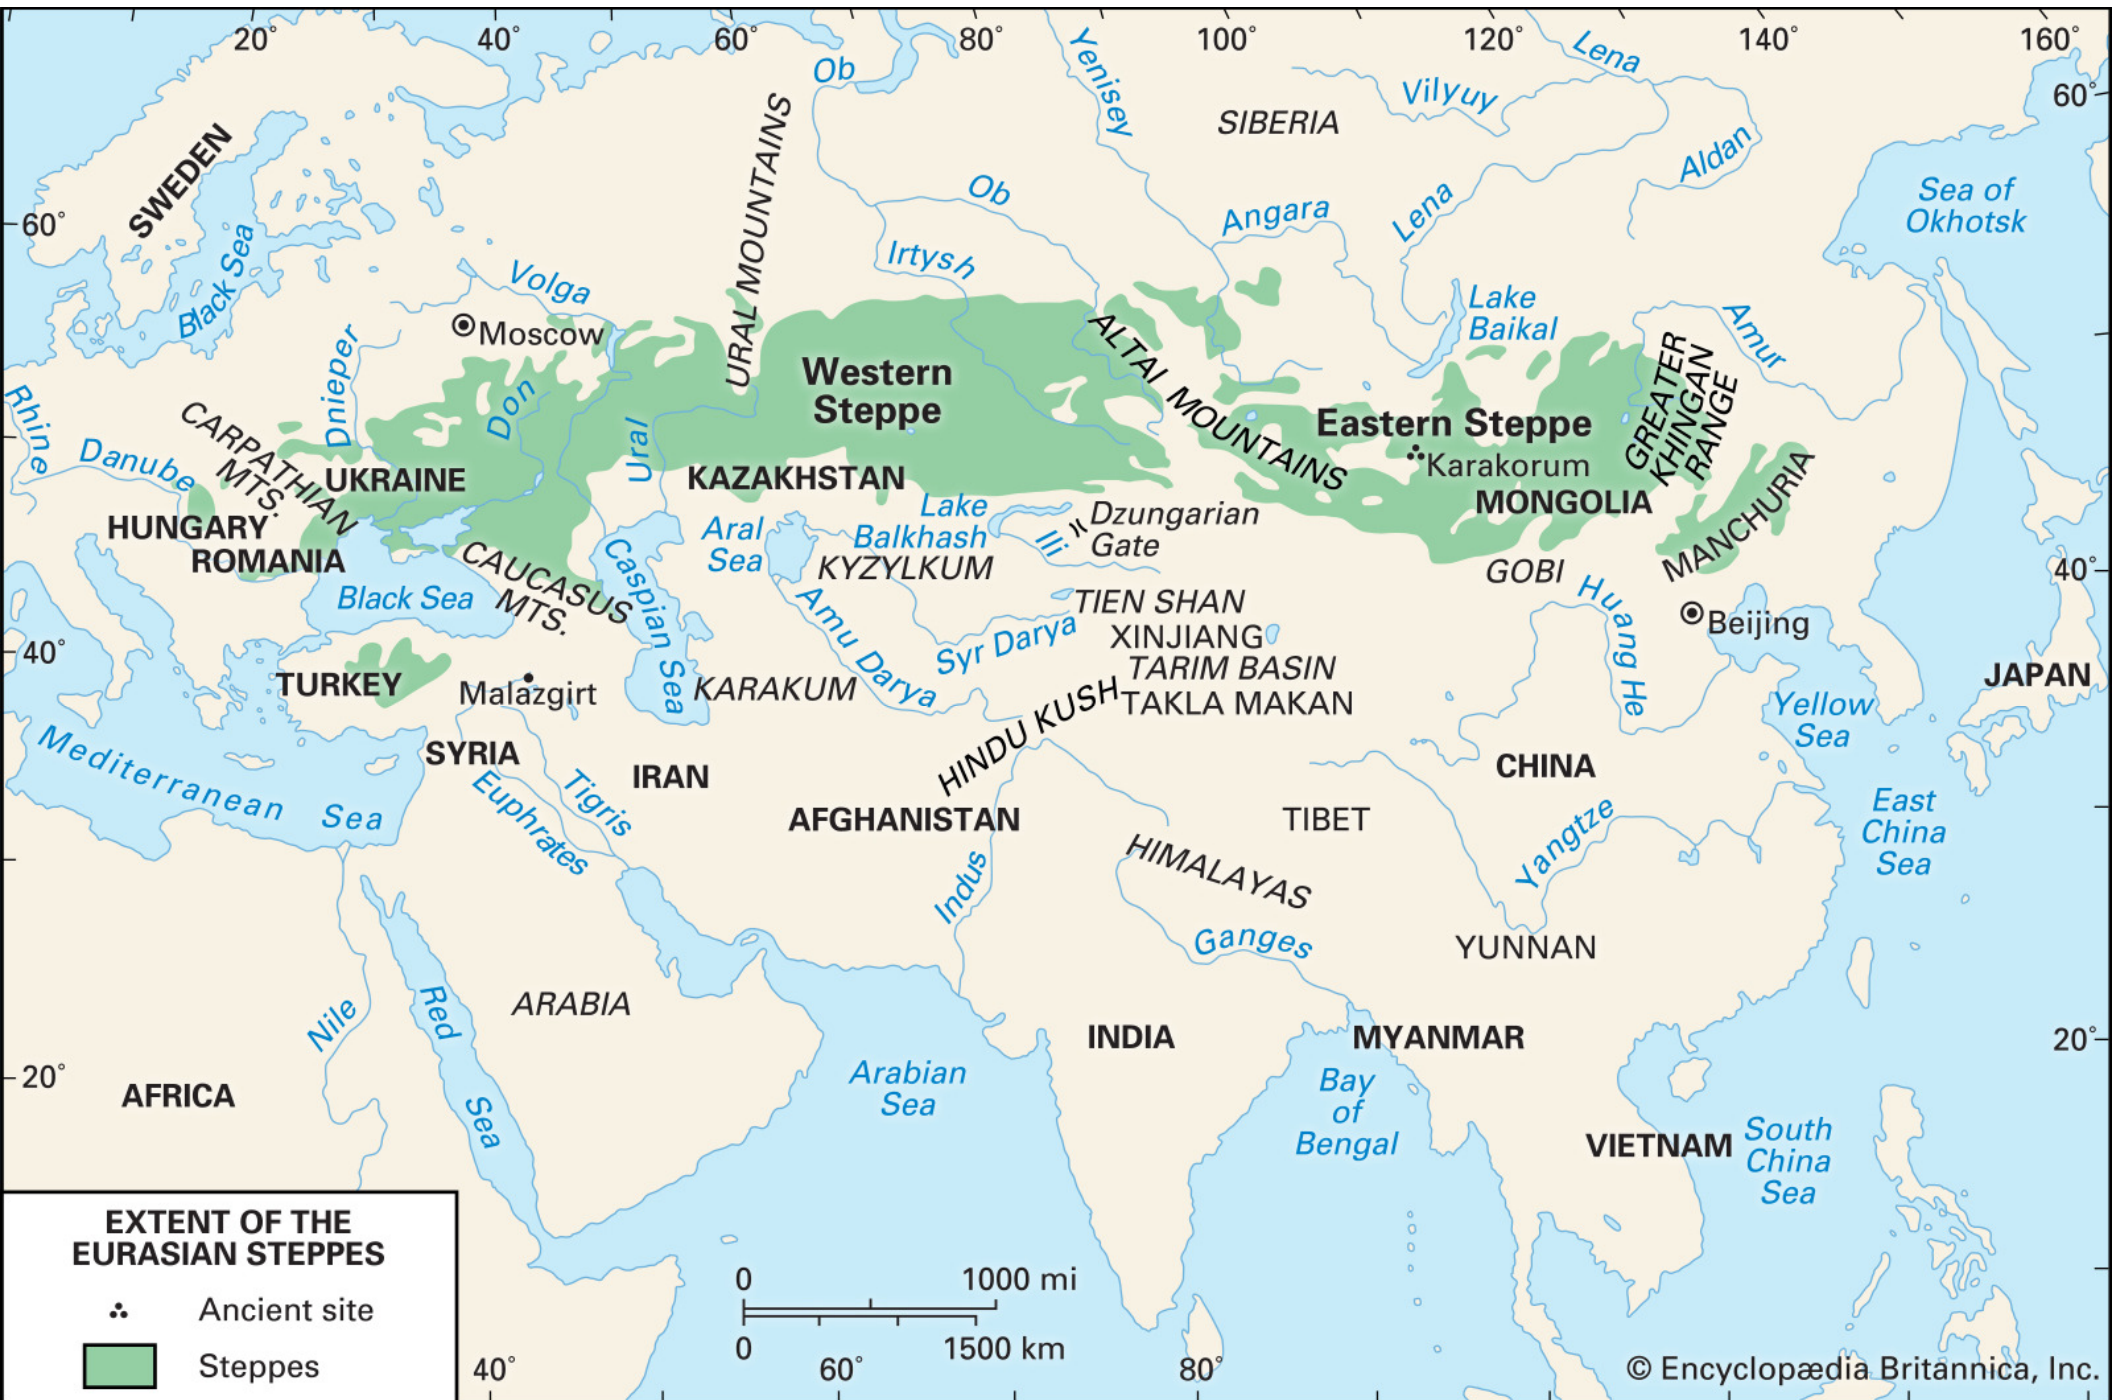 20°
40°
60°
80°
100°
120°
140°
160°
Ob
Yenisey
Lena
Vilyuy
60°
SIBERIA
Aldan
SWEDEN
URAL MOUNTAINS
Ob
Angara
Lena
Sea of
Okhotsk
60°
Black Sea
Irtysh
Volga
Moscow
Lake
Baikal
Amur
Dnieper
ALTAI MOUNTAINS
GREATER
KHINGAN
RANGE
Western
Steppe
Rhine
Don
Eastern Steppe
Karakorum
CARPATHIAN
MTS.
Danube
Ural
UKRAINE
KAZAKHSTAN
MONGOLIA
MANCHURIA
HUNGARY
ROMANIA
Lake
Balkhash
Ili
Dzungarian
Gate
Aral
Sea
KYZYLKUM
GOBI
40°
CAUCASUS
MTS.
Caspian Sea
Black Sea
Amu Darya
Syr Darya
TIEN SHAN
XINJIANG
TARIM BASIN
TAKLA MAKAN
Huang He
Beijing
40°
TURKEY
Malazgirt
KARAKUM
HINDU KUSH
JAPAN
Yellow
Sea
Mediterranean Sea
SYRIA
IRAN
Euphrates
Tigris
AFGHANISTAN
TIBET
CHINA
Yangtze
East
China
Sea
HIMALAYAS
Indus
Ganges
YUNNAN
Nile
Red Sea
ARABIA
INDIA
MYANMAR
20°
20°
AFRICA
Arabian
Sea
Bay
of
Bengal
VIETNAM
South
China
Sea
EXTENT OF THE
EURASIAN STEPPES
Ancient site
Steppes
0 1000 mi
0 1500 km
40°
60°
80°
© Encyclopædia Britannica, Inc.